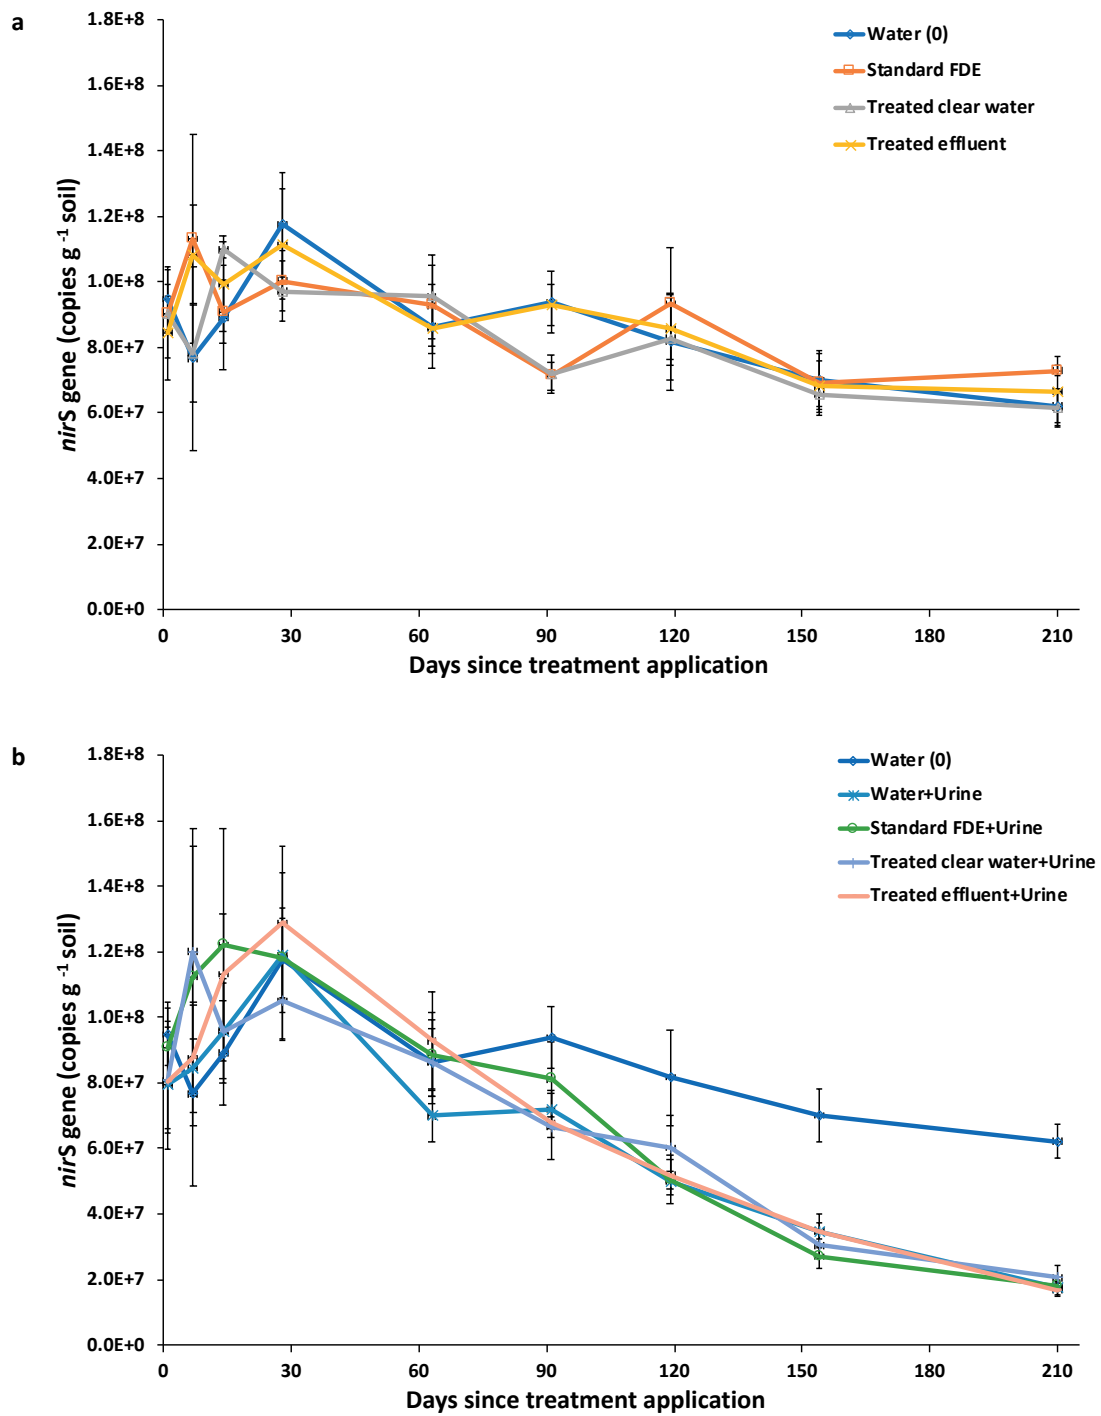 a
1.8E+8
1.6E+8
1.4E+8
1.2E+8
1.0E+8
8.0E+7
6.0E+7
4.0E+7
2.0E+7
0.0E+0
nirS gene (copies g -1 soil)
Water (0)
Standard FDE
Treated clear water
Treated effluent
0 30 60 90 120 150 180 210
Days since treatment application
b
1.8E+8
1.6E+8
1.4E+8
1.2E+8
1.0E+8
8.0E+7
6.0E+7
4.0E+7
2.0E+7
0.0E+0
nirS gene (copies g -1 soil)
Water (0)
Water+Urine
Standard FDE+Urine
Treated clear water+Urine
Treated effluent+Urine
0 30 60 90 120 150 180 210
Days since treatment application